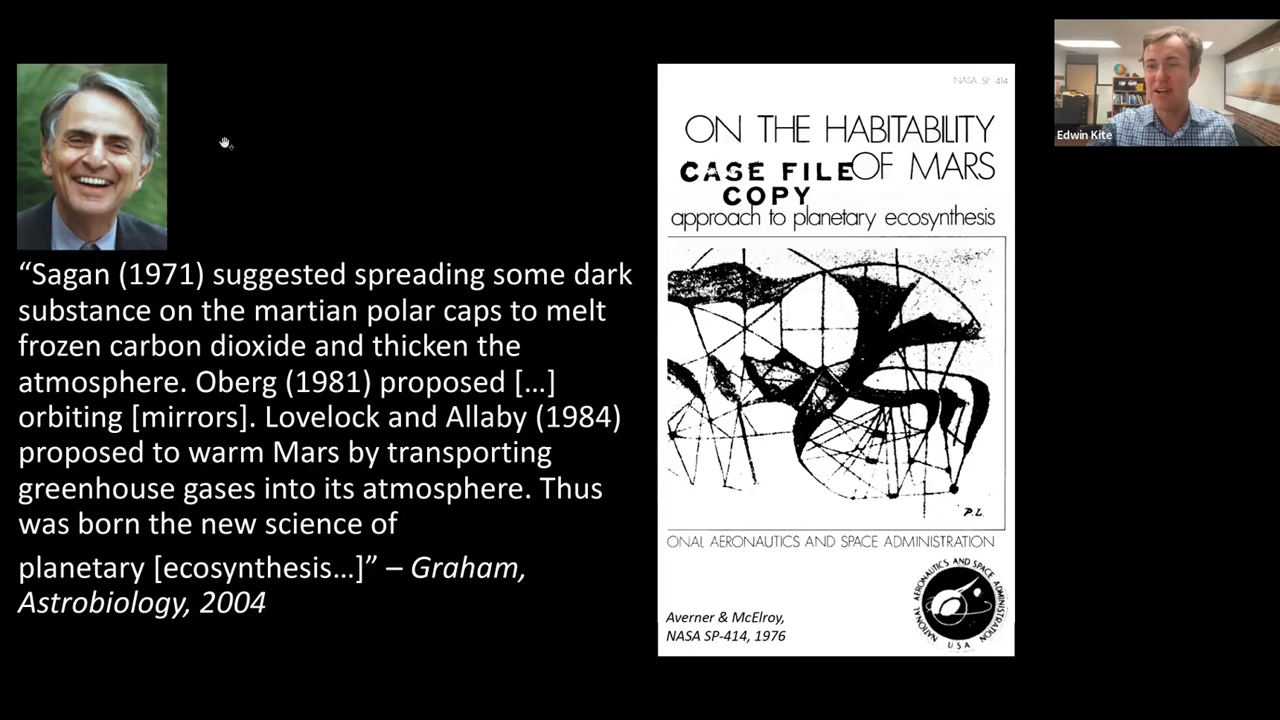 “Sagan (1971) suggested spreading some dark
substance on the martian polar caps to melt
frozen carbon dioxide and thicken the
atmosphere. Oberg (1981) proposed […]
orbiting [mirrors]. Lovelock and Allaby (1984)
proposed to warm Mars by transporting
greenhouse gases into its atmosphere. Thus
was born the new science of
planetary [ecosynthesis…]” – Graham,
Astrobiology, 2004
NASA SP 414
ON THE HABITABILITY
CASE FILE OF MARS
COPY
approach to planetary ecosynthesis
P.L.
ONAL AERONAUTICS AND SPACE ADMINISTRATION
NATIONAL AERONAUTICS AND SPACE ADMINISTRATION
USA
Averner & McElroy,
NASA SP-414, 1976
Edwin Kite